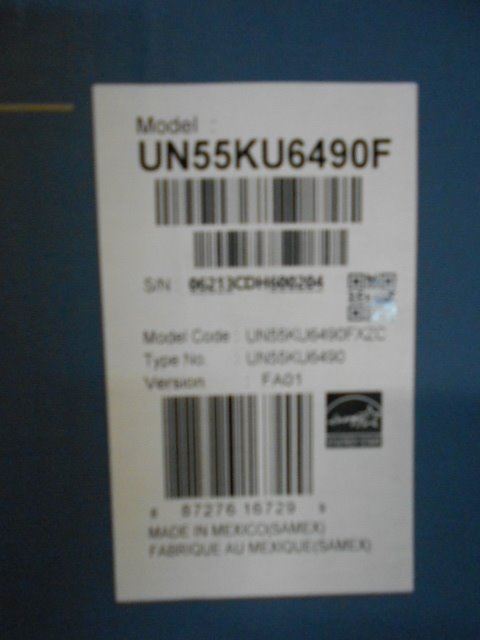 Model :
UN55KU6490F
S/N 06213CDH600204
Model Code : UN55KU6490FXZC
Type No. : UN55KU6490
Version : FA01
8 87276 16729 9
MADE IN MEXICO(SAMEX)
FABRIQUE AU MEXIQUE(SAMEX)